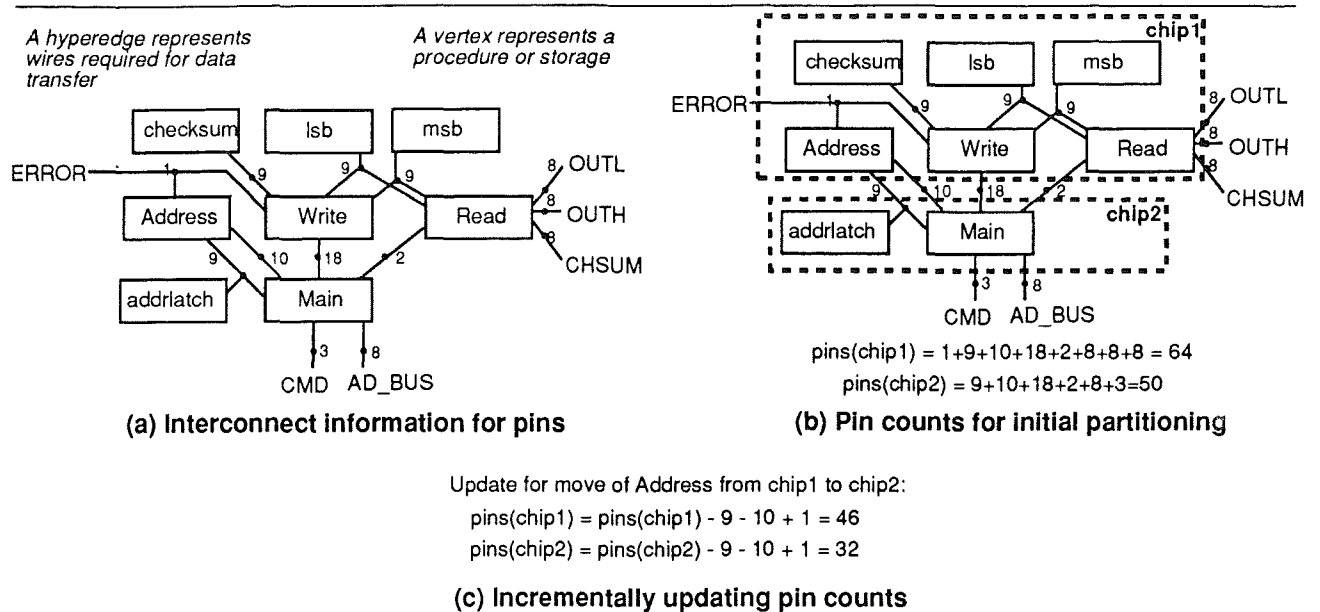 A hyperedge represents
wires required for data
transfer
A vertex represents a
procedure or storage
checksum
lsb
msb
ERROR
1
9
9
9
8
OUTL
8
OUTH
8
CHSUM
Address
Write
Read
9
10
18
2
addrlatch
Main
3
8
CMD
AD_BUS
(a) Interconnect information for pins
chip1
checksum
lsb
msb
ERROR
1
9
9
9
8
OUTL
8
OUTH
8
CHSUM
Address
Write
Read
9
10
18
2
chip2
addrlatch
Main
3
8
CMD
AD_BUS
pins(chip1) = 1+9+10+18+2+8+8+8 = 64
pins(chip2) = 9+10+18+2+8+3=50
(b) Pin counts for initial partitioning
Update for move of Address from chip1 to chip2:
pins(chip1) = pins(chip1) - 9 - 10 + 1 = 46
pins(chip2) = pins(chip2) - 9 - 10 + 1 = 32
(c) Incrementally updating pin counts